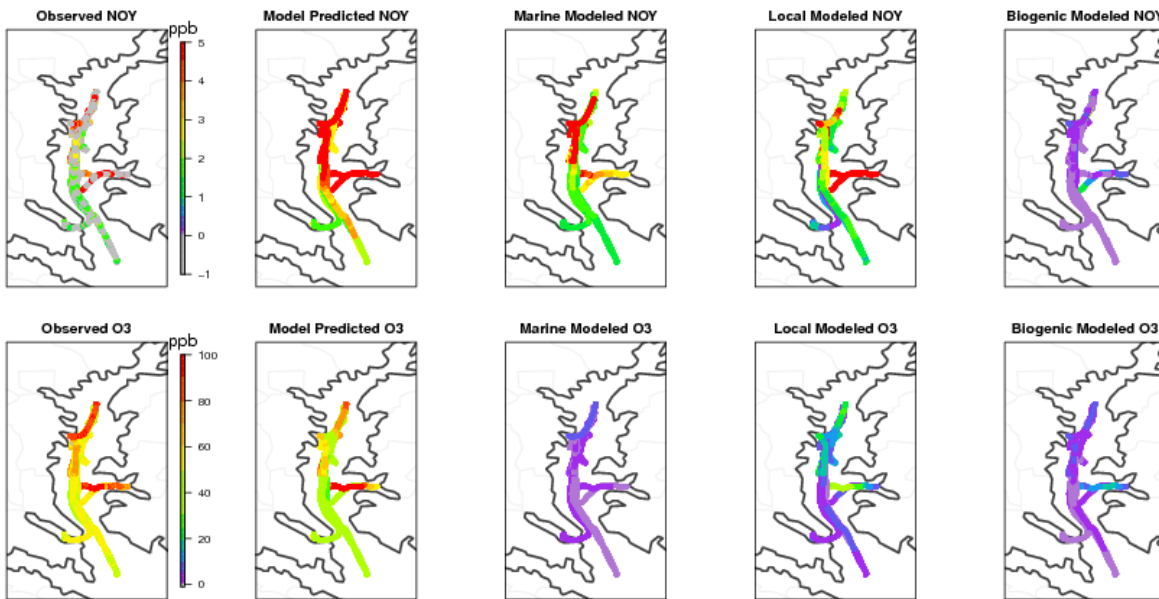 Observed NOY
Model Predicted NOY
Marine Modeled NOY
Local Modeled NOY
Biogenic Modeled NOY
ppb
5
4
3
2
1
0
−1
Observed O3
Model Predicted O3
Marine Modeled O3
Local Modeled O3
Biogenic Modeled O3
ppb
100
80
60
40
20
0